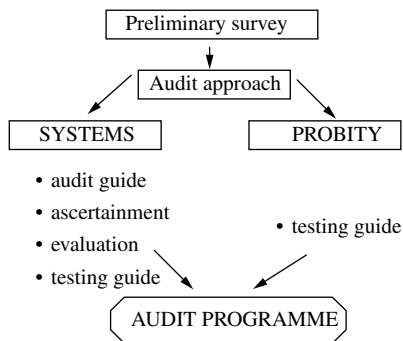 Preliminary survey
Audit approach
SYSTEMS
PROBITY
• audit guide
• ascertainment
• evaluation
• testing guide
• testing guide
AUDIT PROGRAMME